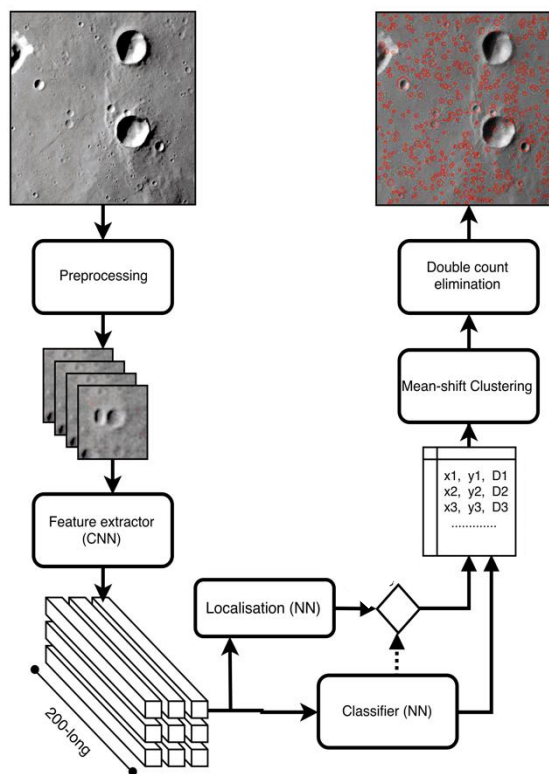 Preprocessing
Feature extractor
(CNN)
200-long
Localisation (NN)
Classifier (NN)
x1, y1, D1
x2, y2, D2
x3, y3, D3
.............
Mean-shift Clustering
Double count
elimination